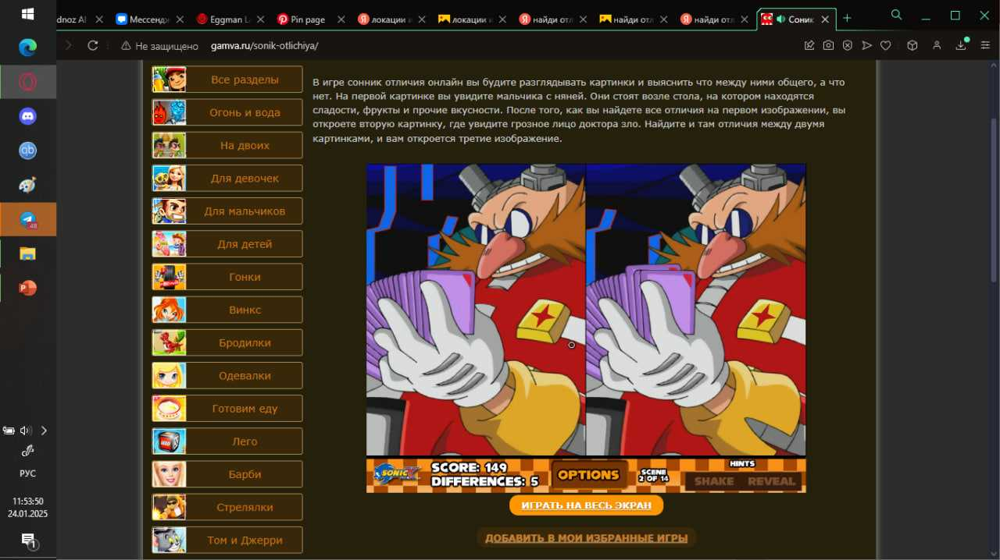 dnoz AI
Мессендж
Eggman L
Pin page
локации и
локации и
найди отл
найди отл
найди отл
Соник
Не защищено
gamva.ru/sonik-otlichiya/
Все разделы
Огонь и вода
На двоих
Для девочек
Для мальчиков
Для детей
Гонки
Винкс
Бродилки
Одевалки
Готовим еду
Лего
Барби
Стрелялки
Том и Джерри
В игре сонник отличия онлайн вы будите разглядывать картинки и выяснить что между ними общего, а что
нет. На первой картинке вы увидите мальчика с няней. Они стоят возле стола, на котором находятся
сладости, фрукты и прочие вкусности. После того, как вы найдете все отличия на первом изображении, вы
откроете вторую картинку, где увидите грозное лицо доктора зло. Найдите и там отличия между двумя
картинками, и вам откроется третие изображение.
SONIC X
SCORE: 149
DIFFERENCES: 5
OPTIONS
SCENE
2 OF 14
HINTS
SHAKE REVEAL
ИГРАТЬ НА ВЕСЬ ЭКРАН
ДОБАВИТЬ В МОИ ИЗБРАННЫЕ ИГРЫ
qb
48
P
РУС
11:53:50
24.01.2025
1